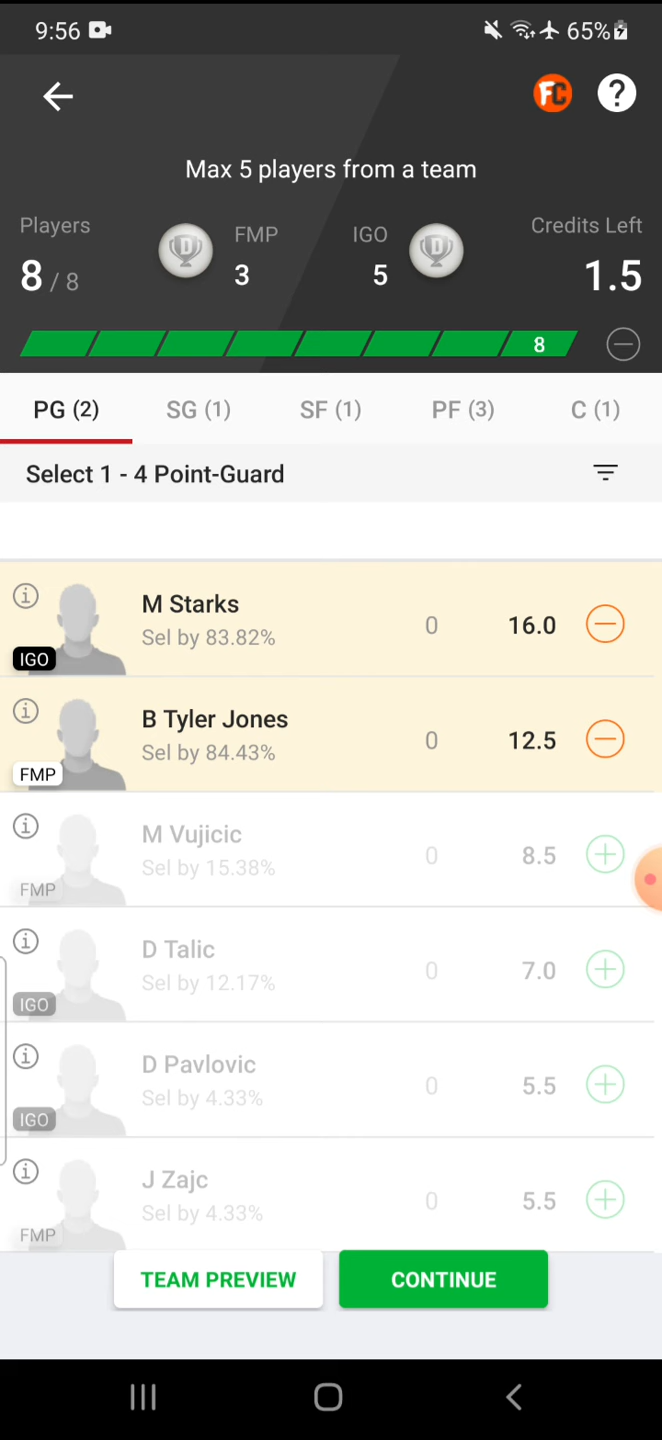 9:56 65%
FC ?
Max 5 players from a team
Players FMP IGO Credits Left
8 / 8 D 3 5 D 1.5
8
PG (2) SG (1) SF (1) PF (3) C (1)
Select 1 - 4 Point-Guard
i M Starks
Sel by 83.82% 0 16.0
IGO
i B Tyler Jones
Sel by 84.43% 0 12.5
FMP
i M Vujicic
Sel by 15.38% 0 8.5
FMP
i D Talic
Sel by 12.17% 0 7.0
IGO
i D Pavlovic
Sel by 4.33% 0 5.5
IGO
i J Zajc
Sel by 4.33% 0 5.5
FMP
TEAM PREVIEW CONTINUE